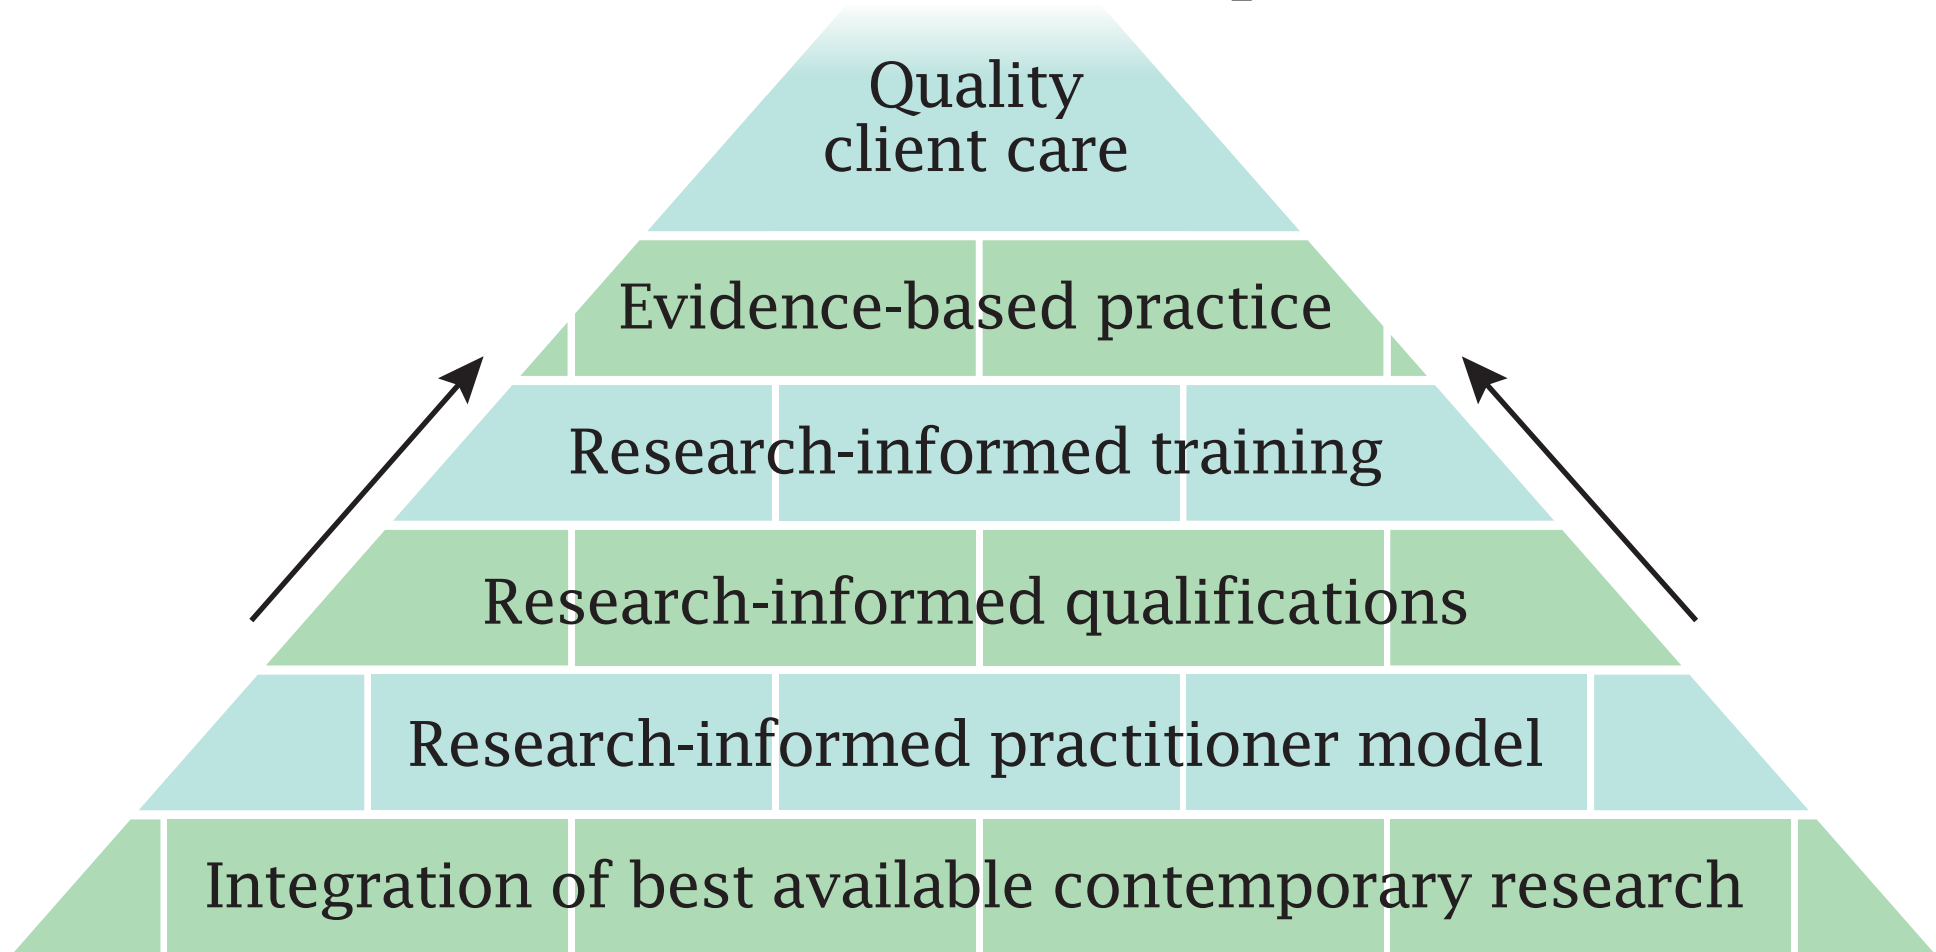 Quality
client care
Evidence-based practice
Research-informed training
Research-informed qualifications
Research-informed practitioner model
Integration of best available contemporary research